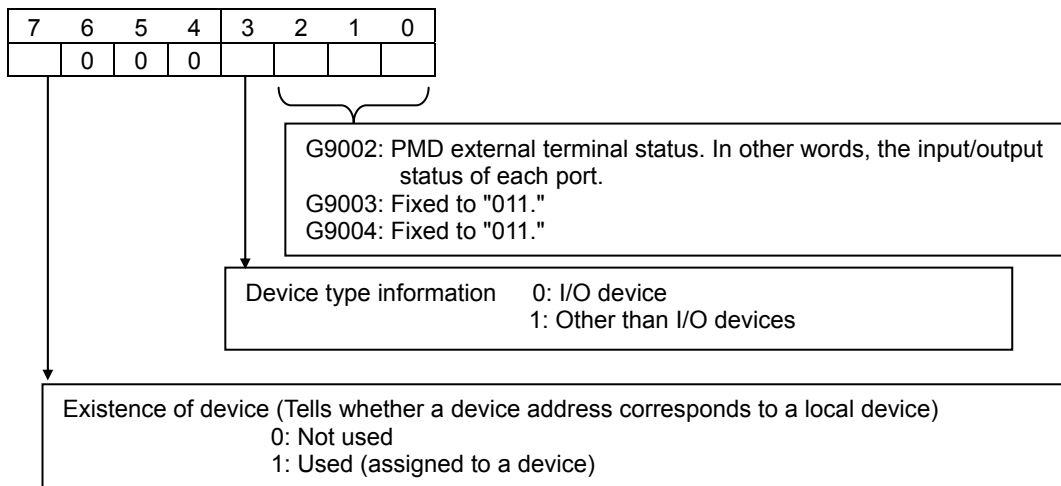 7 6 5 4 3 2 1 0
0 0 0
G9002: PMD external terminal status. In other words, the input/output
status of each port.
G9003: Fixed to "011."
G9004: Fixed to "011."
Device type information 0: I/O device
1: Other than I/O devices
Existence of device (Tells whether a device address corresponds to a local device)
0: Not used
1: Used (assigned to a device)